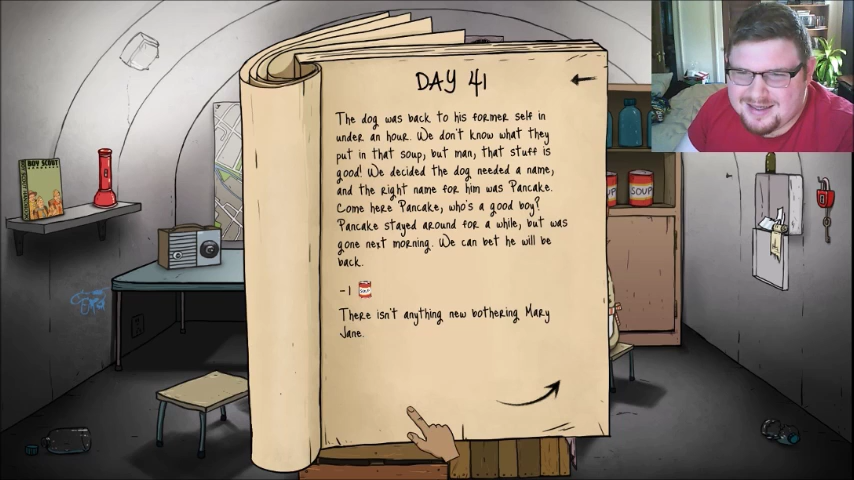 DAY 41
The dog was back to his former self in
under an hour. We don't know what they
put in that soup, but man, that stuff is
good! We decided the dog needed a name,
and the right name for him was Pancake.
Come here Pancake, who's a good boy?
Pancake stayed around for a while, but was
gone next morning. We can bet he will be
back.
-1 SOUP
There isn't anything new bothering Mary
Jane.
BOY SCOUT
SOUP